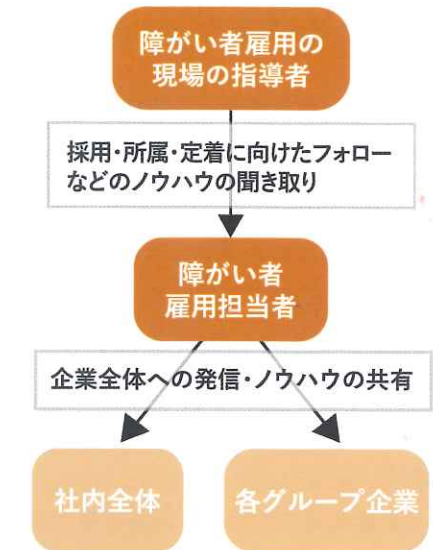 障がい者雇用の
現場の指導者
採用・所属・定着に向けたフォロー
などのノウハウの聞き取り
障がい者
雇用担当者
企業全体への発信・ノウハウの共有
社内全体
各グループ企業